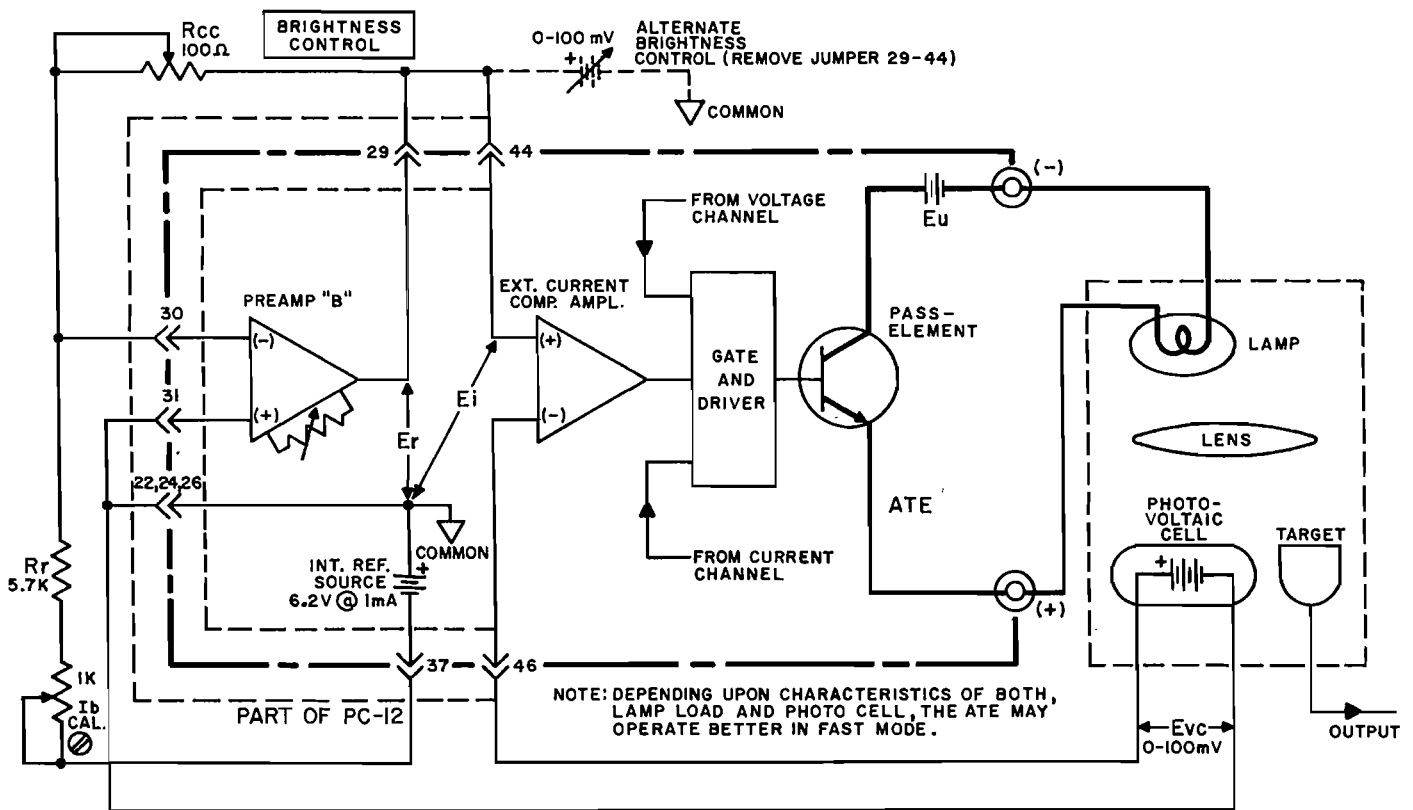 Rcc
100Ω
BRIGHTNESS
CONTROL
0-100 mV
+
ALTERNATE
BRIGHTNESS
CONTROL (REMOVE JUMPER 29-44)
COMMON
29
44
(-)
FROM VOLTAGE
CHANNEL
Eu
PREAMP "B"
EXT. CURRENT
COMP. AMPL.
30
(-)
31
(+)
Er
Ei
(+)
(-)
GATE
AND
DRIVER
PASS-
ELEMENT
LAMP
LENS
22,24,26
COMMON
ATE
PHOTO-
VOLTAIC
CELL
+
TARGET
Rr
5.7K
INT. REF.
SOURCE
6.2V @ 1mA
+
FROM CURRENT
CHANNEL
(+)
37
46
1K
Ib
CAL.
PART OF PC-12
NOTE: DEPENDING UPON CHARACTERISTICS OF BOTH,
LAMP LOAD AND PHOTO CELL, THE ATE MAY
OPERATE BETTER IN FAST MODE.
Evc
0-100mV
OUTPUT